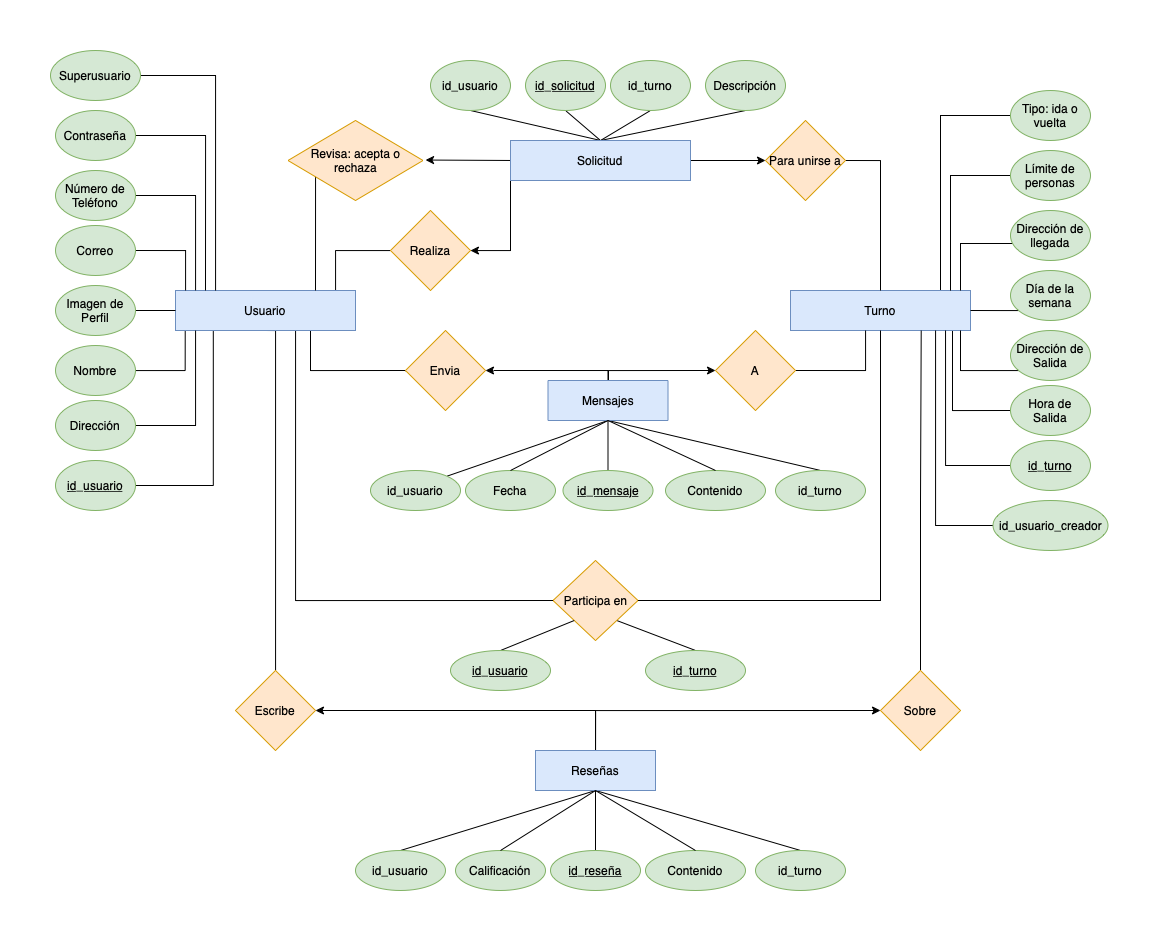 Superusuario
Contraseña
Número de
Teléfono
Correo
Imagen de
Perfil
Nombre
Dirección
id_usuario
Usuario
id_usuario
id_solicitud
id_turno
Descripción
Solicitud
Revisa: acepta o
rechaza
Para unirse a
Realiza
Envia
A
Mensajes
id_usuario
Fecha
id_mensaje
Contenido
id_turno
Turno
Tipo: ida o
vuelta
Límite de
personas
Dirección de
llegada
Día de la
semana
Dirección de
Salida
Hora de
Salida
id_turno
id_usuario_creador
Participa en
id_usuario
id_turno
Escribe
Sobre
Reseñas
id_usuario
Calificación
id_reseña
Contenido
id_turno